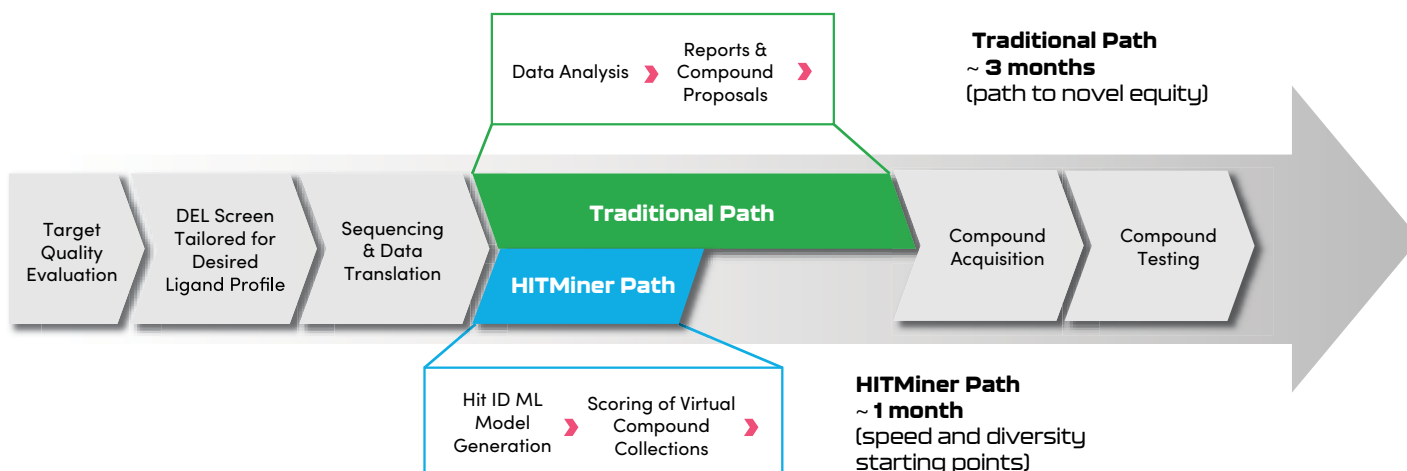 Data Analysis
Reports &
Compound
Proposals
Traditional Path
~ 3 months
(path to novel equity)
Target
Quality
Evaluation
DEL Screen
Tailored for
Desired
Ligand Profile
Sequencing
& Data
Translation
Traditional Path
HITMiner Path
Compound
Acquisition
Compound
Testing
Hit ID ML
Model
Generation
Scoring of Virtual
Compound
Collections
HITMiner Path
~ 1 month
(speed and diversity
starting points)